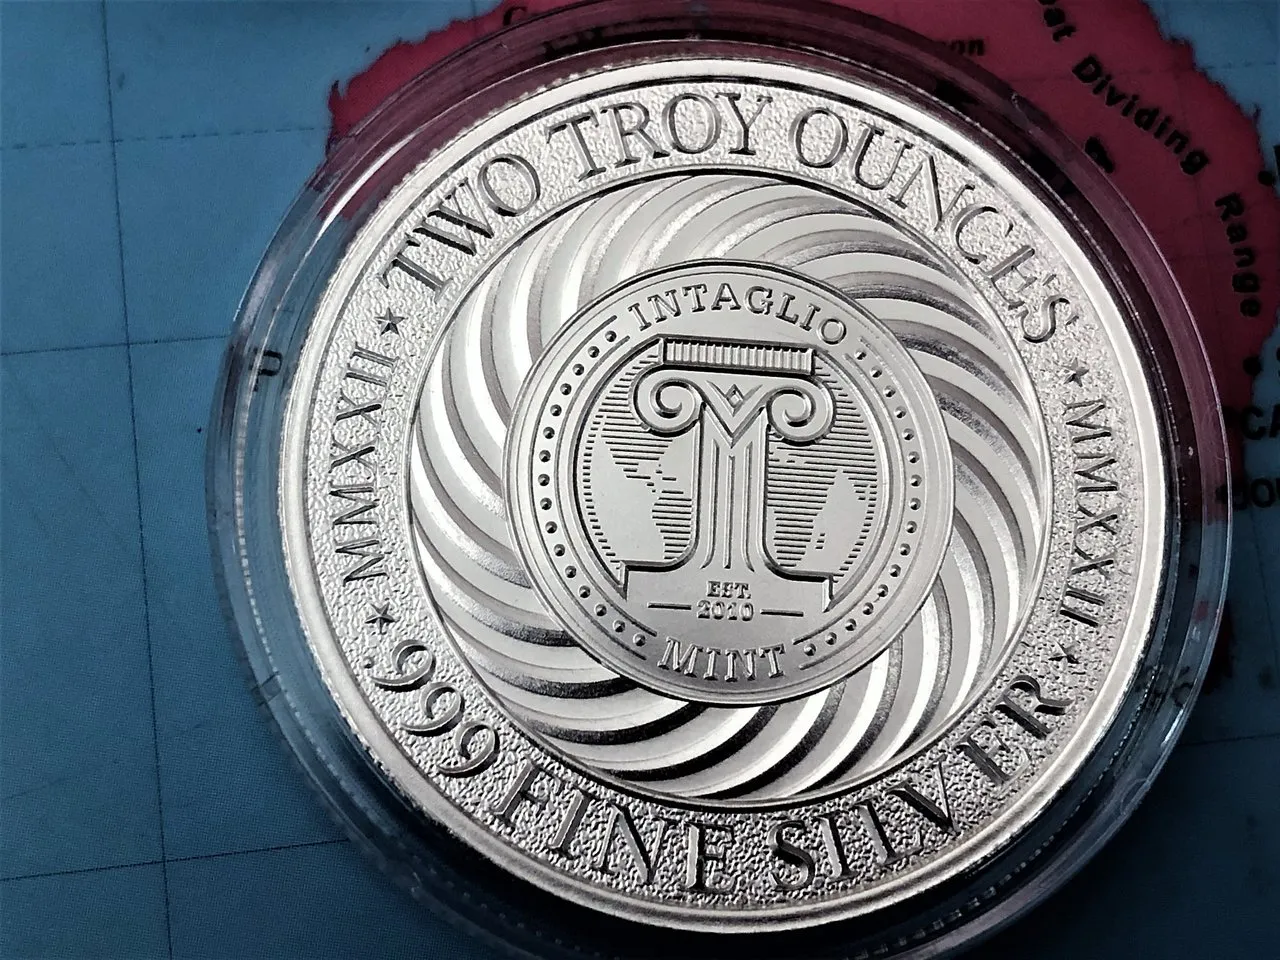 TWO TROY OUNCES
MMXXII
MMXXII
.999 FINE SILVER
INTAGLIO
EST.
2010
MINT
Dividing
Range